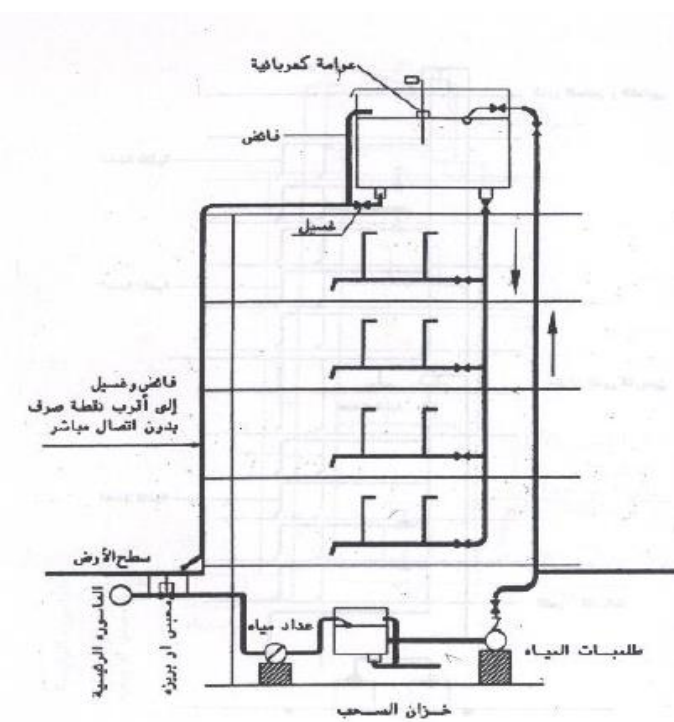 عوامة كهربائية
فائض
غسيل
فائض وغسيل
إلى أقرب نقطة صرف
بدون اتصال مباشر
سطح الأرض
الماسورة الرئيسية
محبس أو بريزه
عداد مياه
طلمبات المياه
خزان السحب